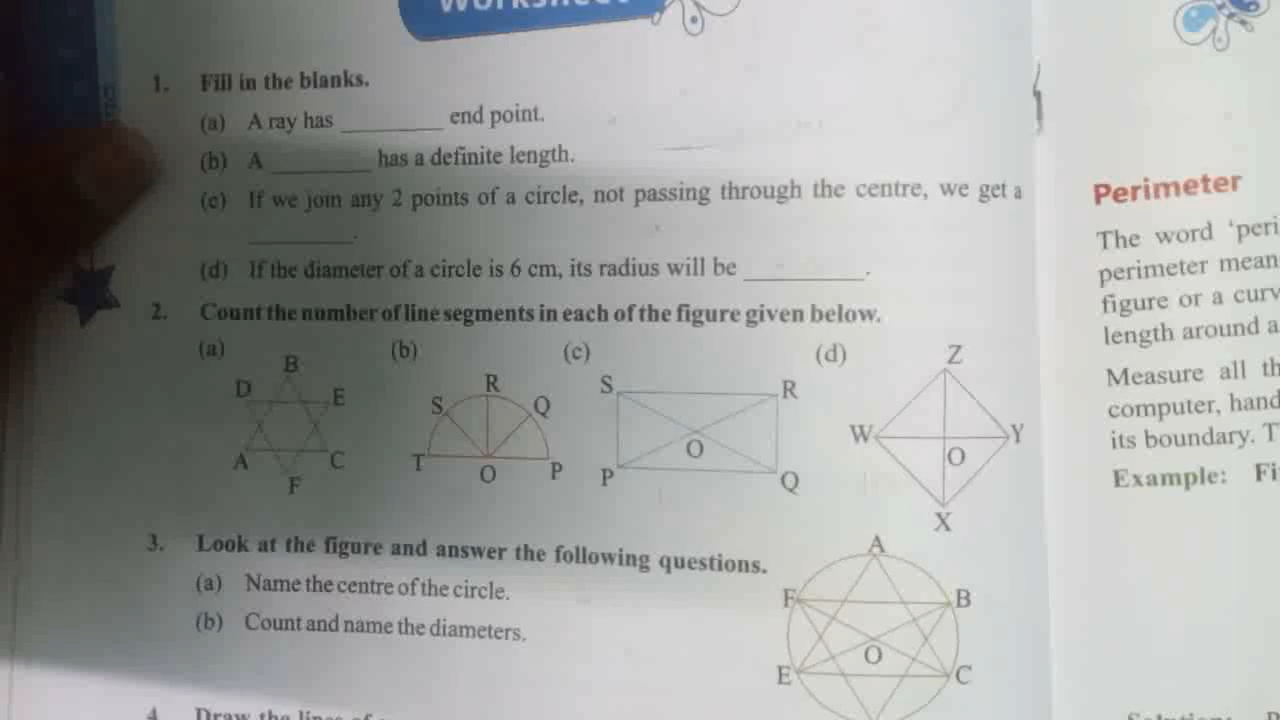 1. Fill in the blanks.
(a) A ray has ________ end point.
(b) A ________ has a definite length.
(c) If we join any 2 points of a circle, not passing through the centre, we get a
________.
(d) If the diameter of a circle is 6 cm, its radius will be ________.
2. Count the number of line segments in each of the figure given below.
(a) (b) (c) (d)
B
D E
A C
F
R
S Q
T O P
S R
O
P Q
Z
W Y
O
X
3. Look at the figure and answer the following questions.
(a) Name the centre of the circle.
(b) Count and name the diameters.
A
F B
O
E C
Perimeter
The word ‘peri
perimeter mean
figure or a curv
length around a
Measure all th
computer, hand
its boundary. T
Example: Fi